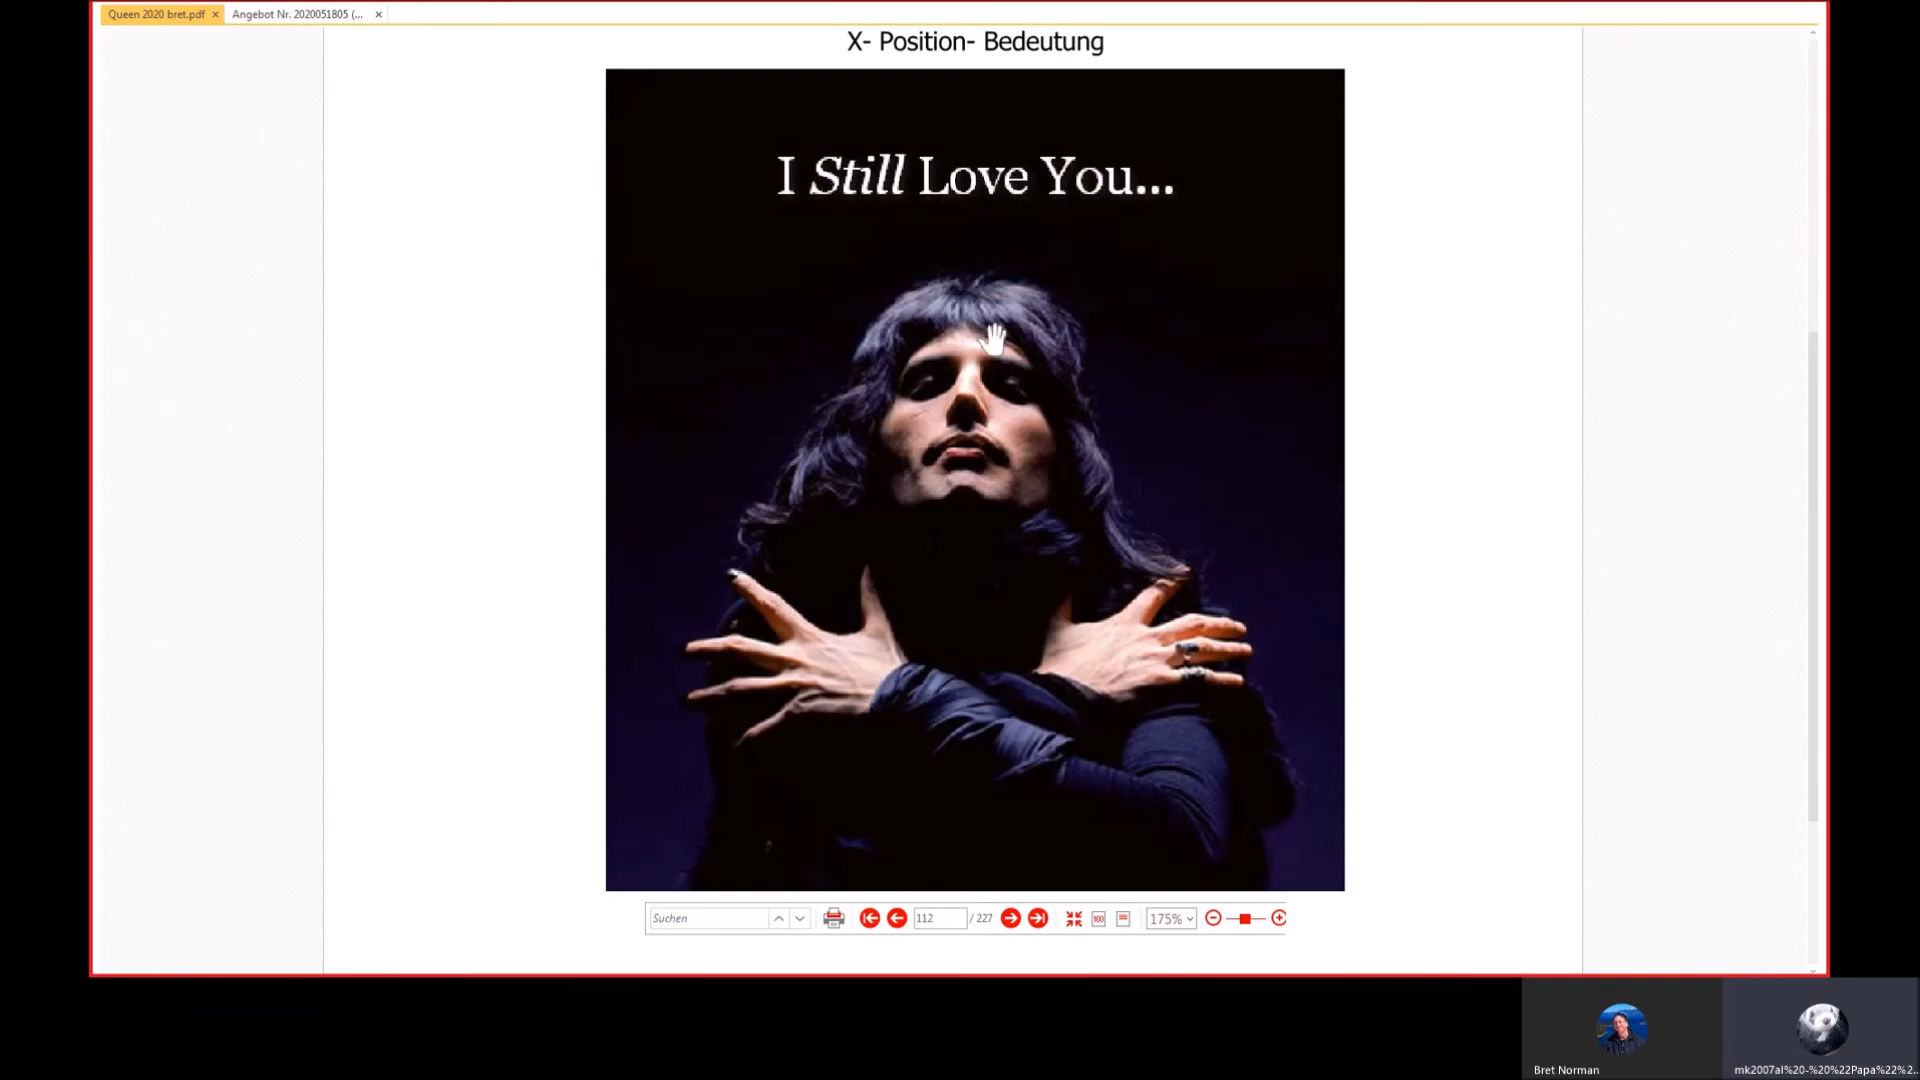 Queen 2020 bret.pdf × Angebot Nr. 2020051805 (... ×
X- Position- Bedeutung
I Still Love You...
Suchen 112 / 227 100 175%
Bret Norman
mk2007al%20-%20%22Papa%22%2...